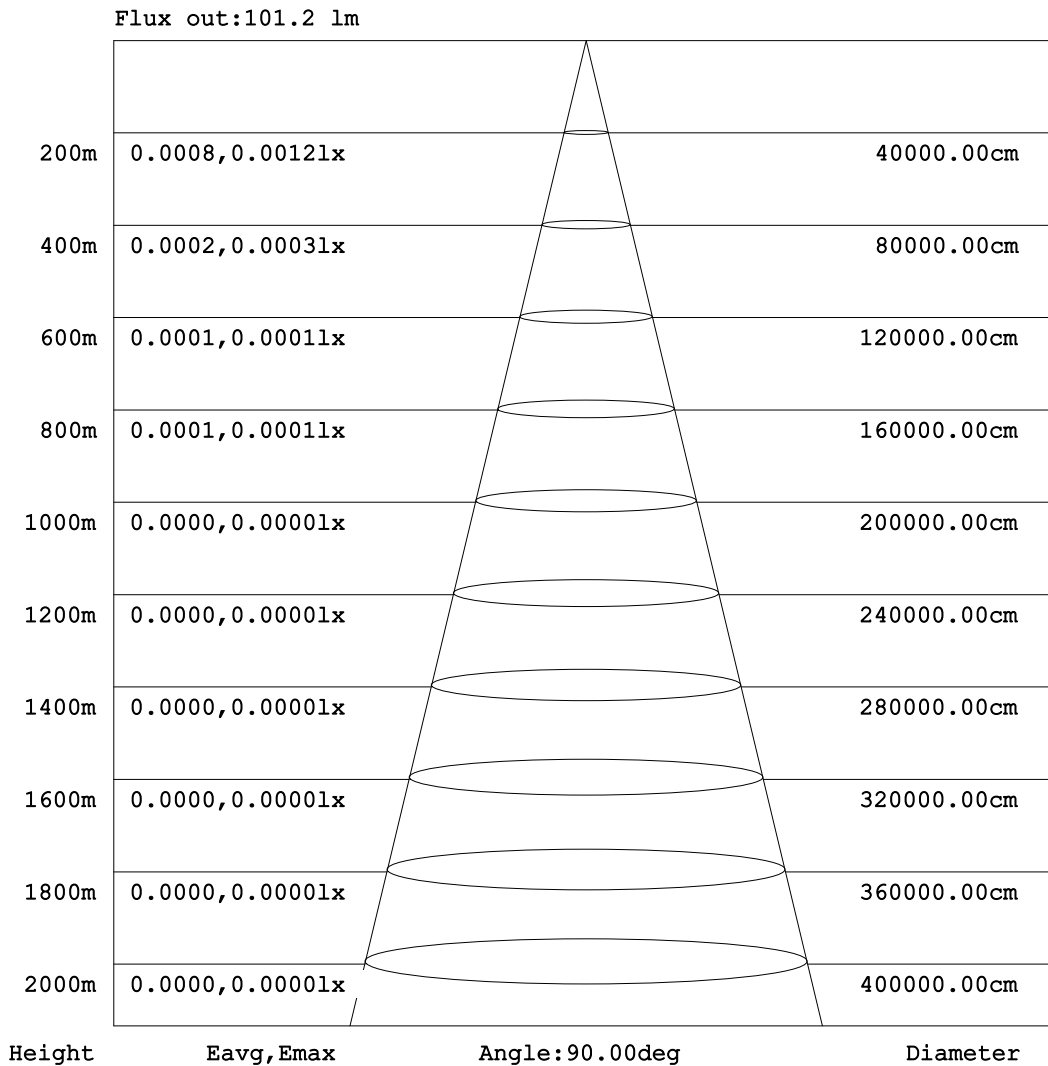 Flux out:101.2 lm
200m 0.0008,0.0012lx 40000.00cm
400m 0.0002,0.0003lx 80000.00cm
600m 0.0001,0.0001lx 120000.00cm
800m 0.0001,0.0001lx 160000.00cm
1000m 0.0000,0.0000lx 200000.00cm
1200m 0.0000,0.0000lx 240000.00cm
1400m 0.0000,0.0000lx 280000.00cm
1600m 0.0000,0.0000lx 320000.00cm
1800m 0.0000,0.0000lx 360000.00cm
2000m 0.0000,0.0000lx 400000.00cm
Height Eavg,Emax Angle:90.00deg Diameter